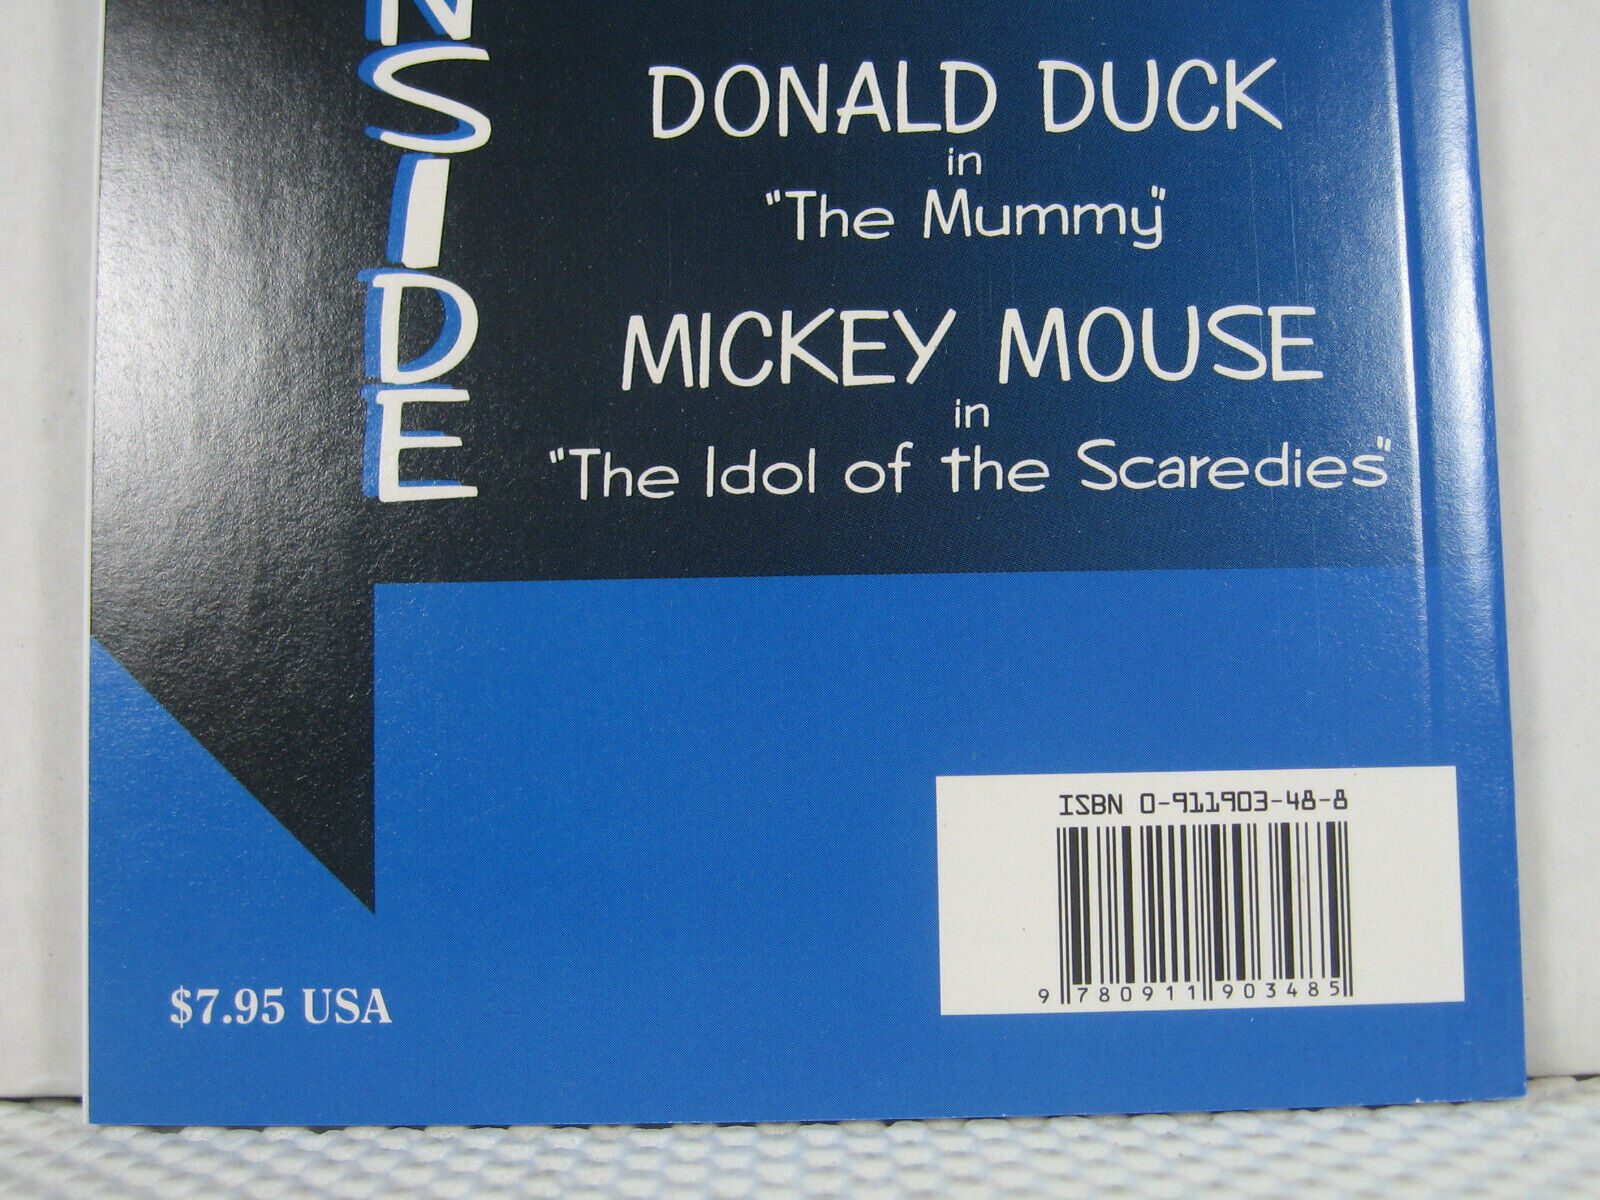 NSIDE
DONALD DUCK
in
"The Mummy"
MICKEY MOUSE
in
"The Idol of the Scaredies"
ISBN 0-911903-48-8
9 780911 903485
$7.95 USA